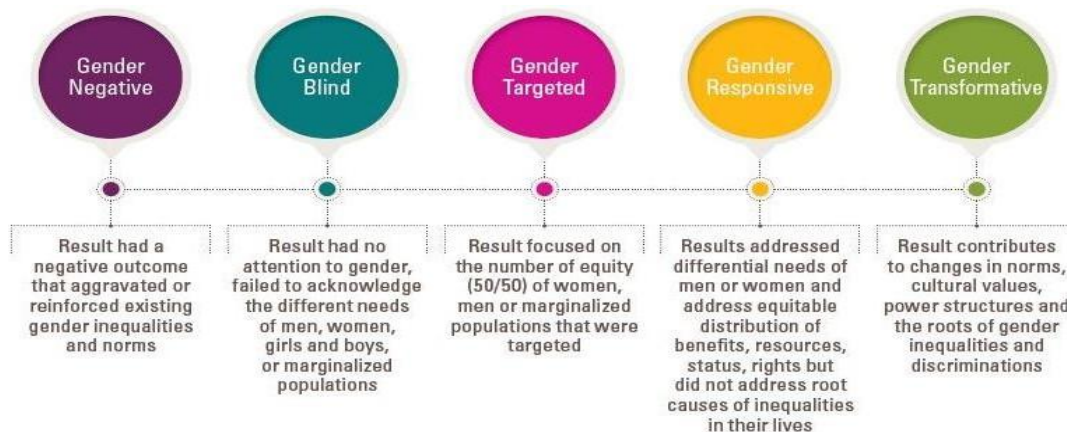 Gender
Negative
Gender
Blind
Gender
Targeted
Gender
Responsive
Gender
Transformative
Result had a
negative outcome
that aggravated or
reinforced existing
gender inequalities
and norms
Result had no
attention to gender,
failed to acknowledge
the different needs
of men, women,
girls and boys,
or marginalized
populations
Result focused on
the number of equity
(50/50) of women,
men or marginalized
populations that were
targeted
Results addressed
differential needs of
men or women and
address equitable
distribution of
benefits, resources,
status, rights but
did not address root
causes of inequalities
in their lives
Result contributes
to changes in norms,
cultural values,
power structures and
the roots of gender
inequalities and
discriminations